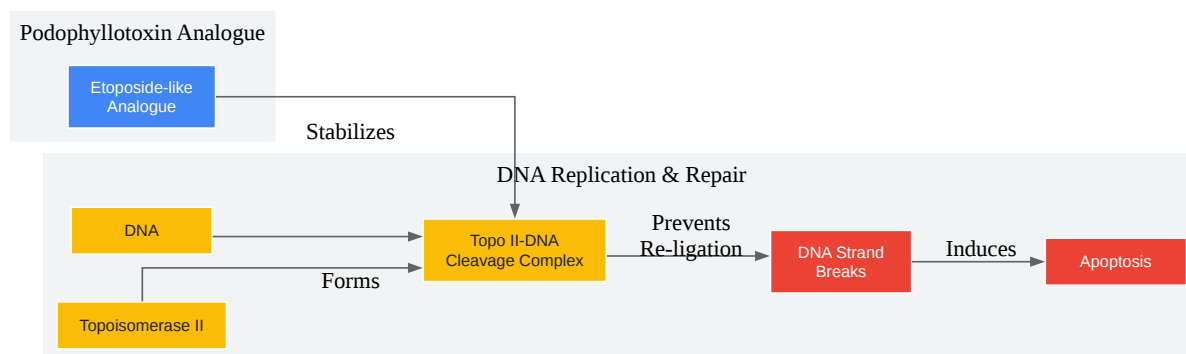 Podophyllotoxin Analogue
Etoposide-like
Analogue
Stabilizes
DNA Replication & Repair
DNA
Topo II-DNA
Cleavage Complex
Prevents
Re-ligation
DNA Strand
Breaks
Induces
Apoptosis
Forms
Topoisomerase II